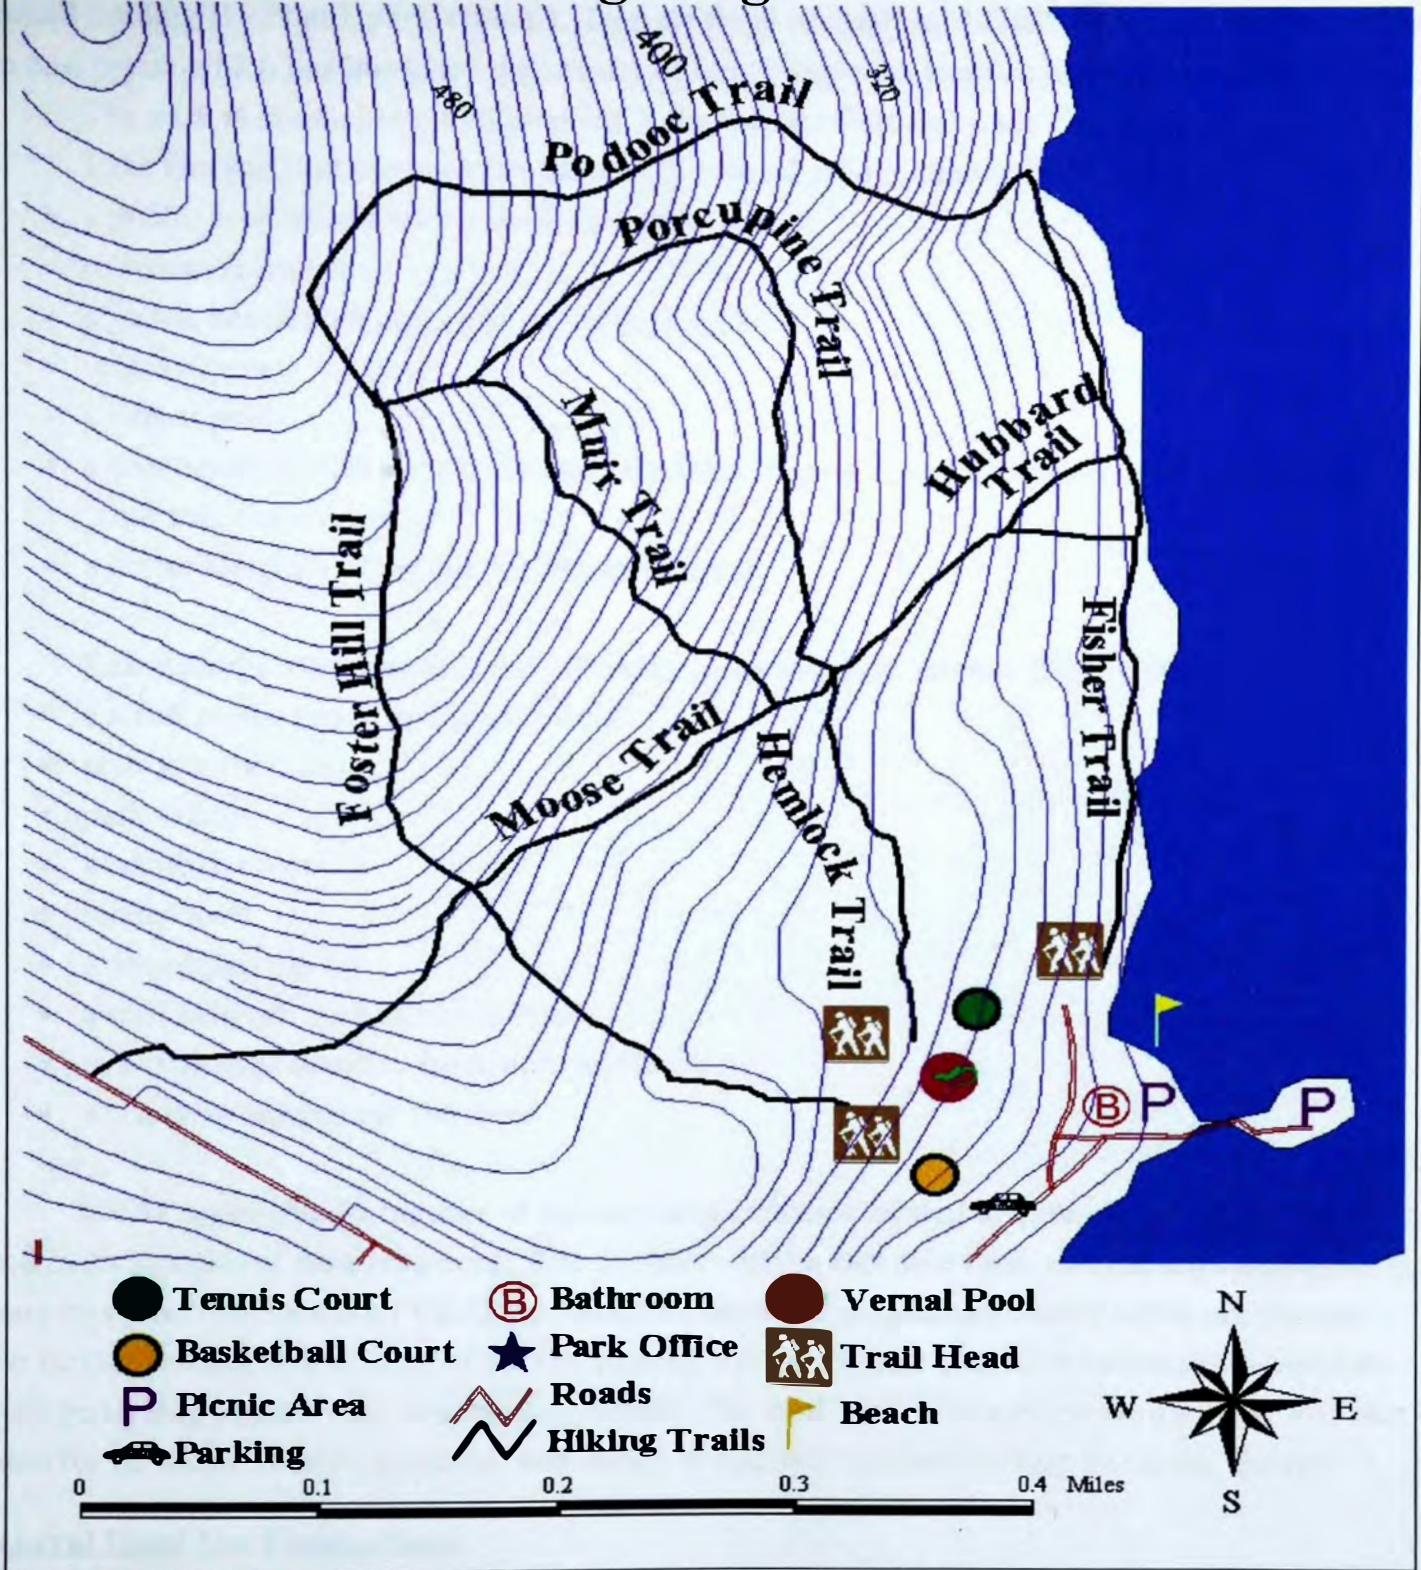 400
320
480
Podooc Trail
Porcupine Trail
Muir Trail
Hubbard
Trail
Foster Hill Trail
Fisher Trail
Moose Trail
Hemlock Trail
B P
P
Tennis Court
B Bathroom
Vernal Pool
Basketball Court
Park Office
Trail Head
P Picnic Area
Roads
Beach
Parking
Hiking Trails
N
W E
S
0 0.1 0.2 0.3 0.4 Miles